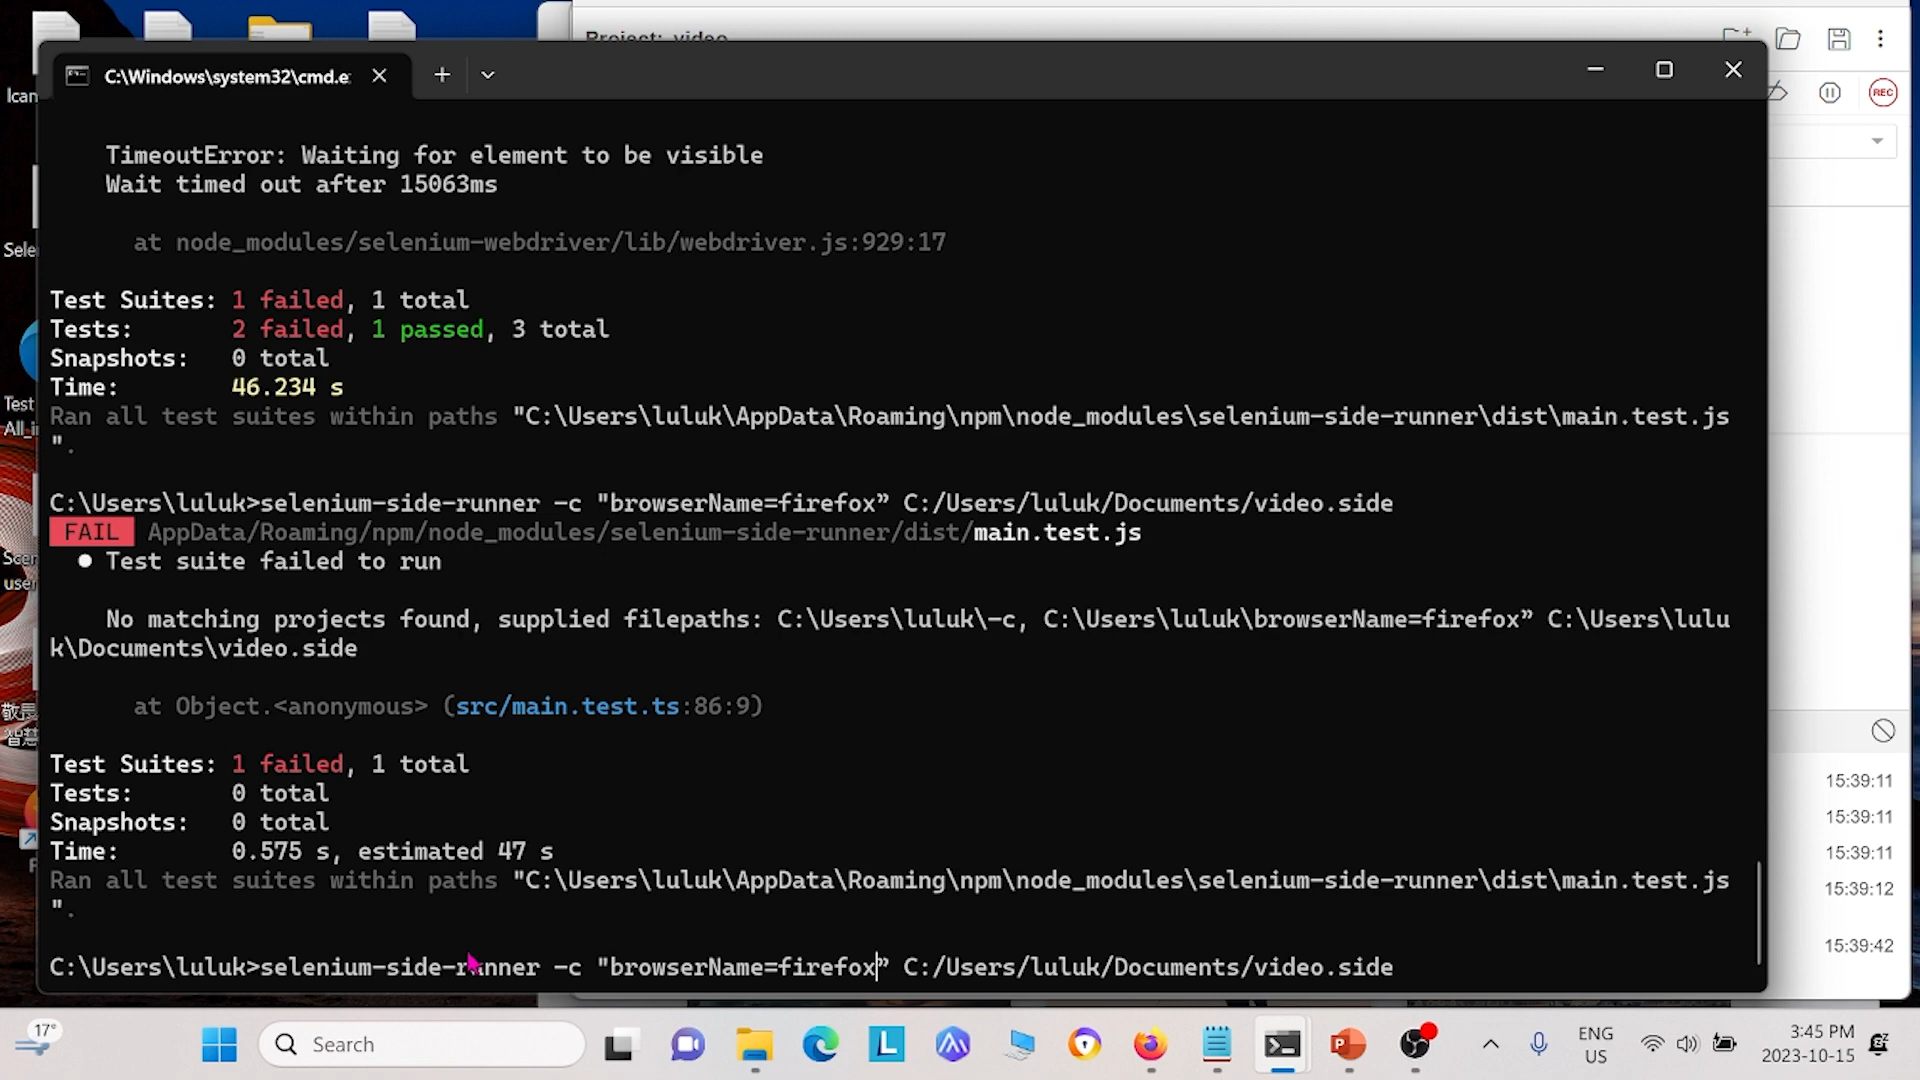 Project: video
C:\Windows\system32\cmd.e
REC
TimeoutError: Waiting for element to be visible
Wait timed out after 15063ms
at node_modules/selenium-webdriver/lib/webdriver.js:929:17
Test Suites: 1 failed, 1 total
Tests: 2 failed, 1 passed, 3 total
Snapshots: 0 total
Time: 46.234 s
Ran all test suites within paths "C:\Users\luluk\AppData\Roaming\npm\node_modules\selenium-side-runner\dist\main.test.js
".
C:\Users\luluk>selenium-side-runner -c "browserName=firefox” C:/Users/luluk/Documents/video.side
FAIL AppData/Roaming/npm/node_modules/selenium-side-runner/dist/main.test.js
● Test suite failed to run
No matching projects found, supplied filepaths: C:\Users\luluk\-c, C:\Users\luluk\browserName=firefox” C:\Users\lulu
k\Documents\video.side
at Object.<anonymous> (src/main.test.ts:86:9)
Test Suites: 1 failed, 1 total
Tests: 0 total
Snapshots: 0 total
Time: 0.575 s, estimated 47 s
Ran all test suites within paths "C:\Users\luluk\AppData\Roaming\npm\node_modules\selenium-side-runner\dist\main.test.js
".
C:\Users\luluk>selenium-side-runner -c "browserName=firefox” C:/Users/luluk/Documents/video.side
15:39:11
15:39:11
15:39:11
15:39:12
15:39:42
17°
Search
ENG
US
3:45 PM
2023-10-15